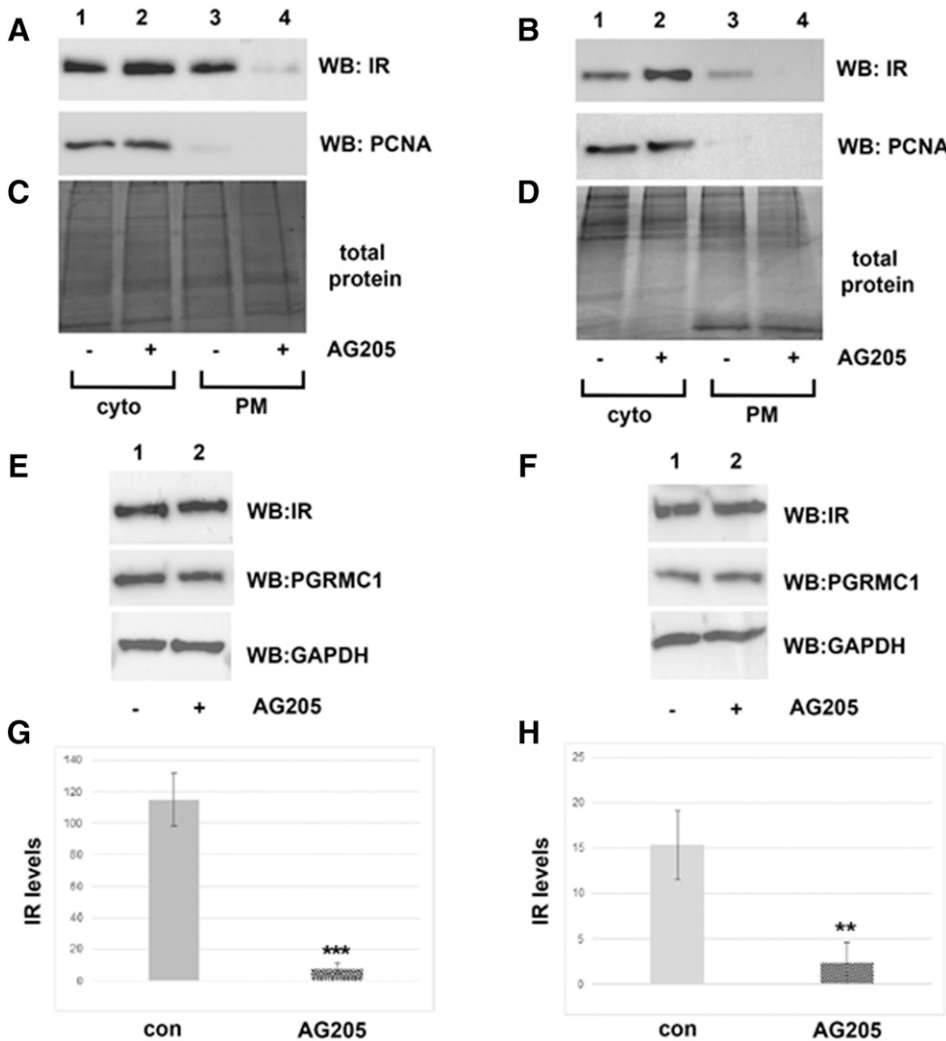 A
1 2 3 4
WB: IR
WB: PCNA
C
total
protein
- + - + AG205
cyto PM
B
1 2 3 4
WB: IR
WB: PCNA
D
total
protein
- + - + AG205
cyto PM
E
1 2
WB:IR
WB:PGRMC1
WB:GAPDH
- + AG205
F
1 2
WB:IR
WB:PGRMC1
WB:GAPDH
- + AG205
G
IR levels
140
120
100
80
60
40
20
0
***
con AG205
H
IR levels
25
20
15
10
5
0
**
con AG205